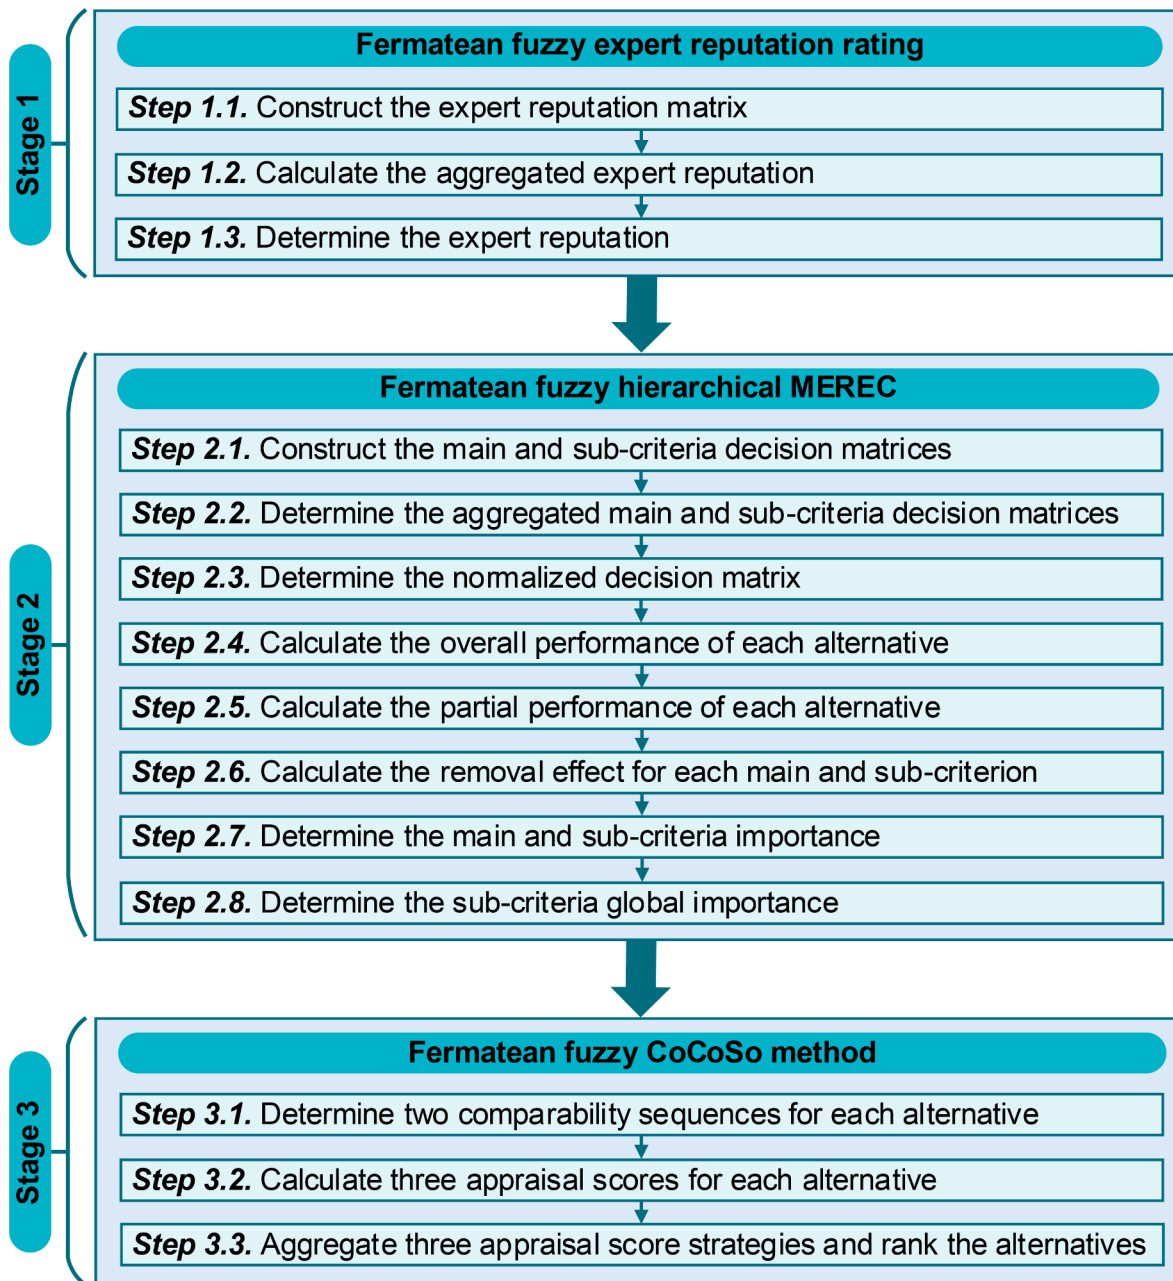 Stage 1
Fermatean fuzzy expert reputation rating
Step 1.1. Construct the expert reputation matrix
Step 1.2. Calculate the aggregated expert reputation
Step 1.3. Determine the expert reputation
Stage 2
Fermatean fuzzy hierarchical MEREC
Step 2.1. Construct the main and sub-criteria decision matrices
Step 2.2. Determine the aggregated main and sub-criteria decision matrices
Step 2.3. Determine the normalized decision matrix
Step 2.4. Calculate the overall performance of each alternative
Step 2.5. Calculate the partial performance of each alternative
Step 2.6. Calculate the removal effect for each main and sub-criterion
Step 2.7. Determine the main and sub-criteria importance
Step 2.8. Determine the sub-criteria global importance
Stage 3
Fermatean fuzzy CoCoSo method
Step 3.1. Determine two comparability sequences for each alternative
Step 3.2. Calculate three appraisal scores for each alternative
Step 3.3. Aggregate three appraisal score strategies and rank the alternatives